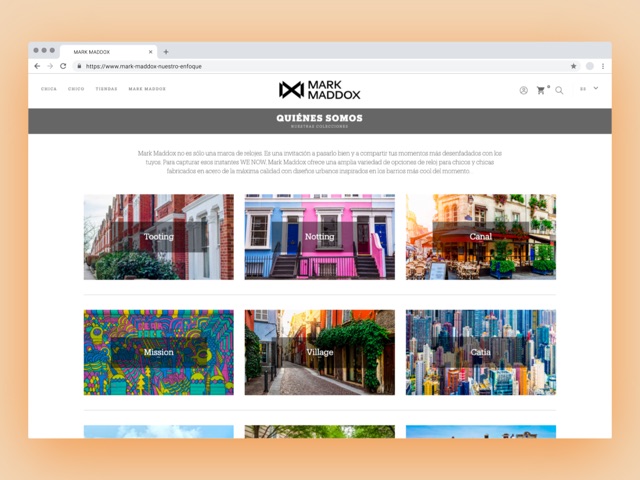 MARK MADDOX
https://www.mark-maddox-nuestro-enfoque
CHICA CHICO TIENDAS MARK MADDOX
MARK
MADDOX
ES
QUIÉNES SOMOS
NUESTRAS COLECCIONES
Mark Maddox no es sólo una marca de relojes. Es una invitación a pasarlo bien y a compartir tus momentos más desenfadados con los
tuyos. Para capturar esos instantes WE NOW. Mark Maddox ofrece una amplia variedad de opciones de reloj para chicos y chicas
fabricados en acero de la máxima calidad con diseños urbanos inspirados en los barrios más cool del momento.
Tooting
Notting
Canal
Mission
Village
Catia